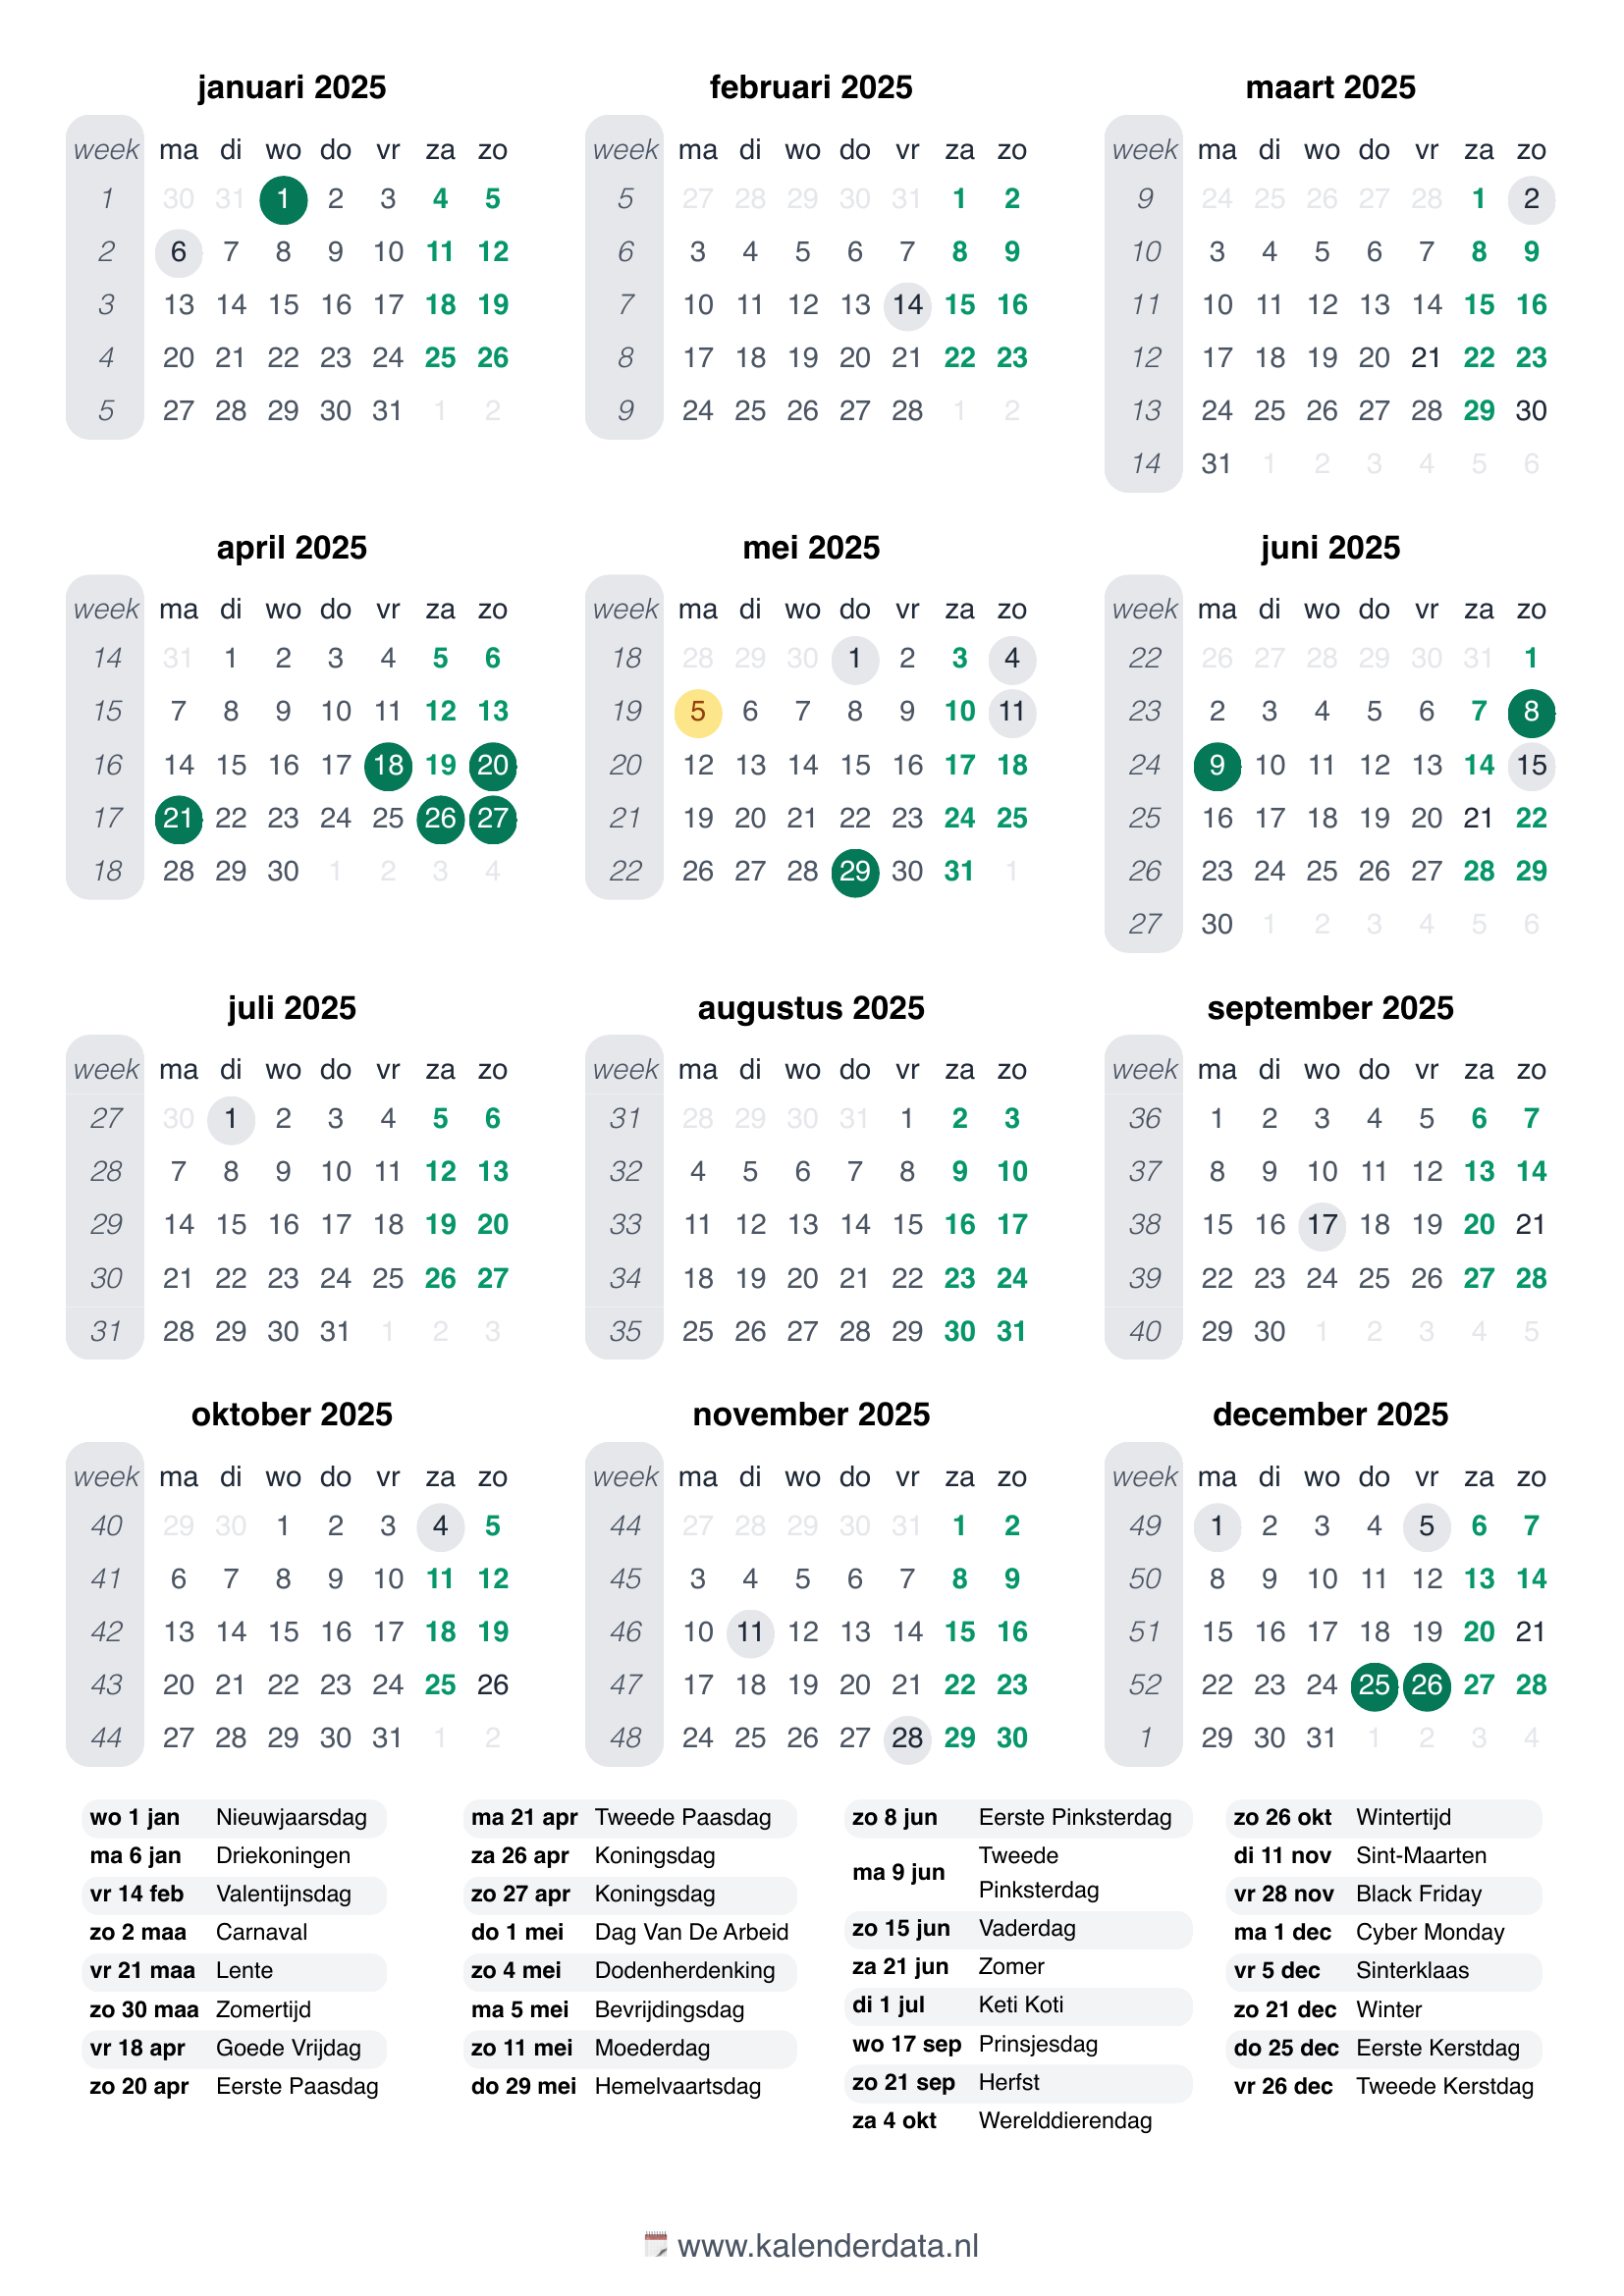 januari 2025
week ma di wo do vr za zo
1 30 31 1 2 3 4 5
2 6 7 8 9 10 11 12
3 13 14 15 16 17 18 19
4 20 21 22 23 24 25 26
5 27 28 29 30 31 1 2
februari 2025
week ma di wo do vr za zo
5 27 28 29 30 31 1 2
6 3 4 5 6 7 8 9
7 10 11 12 13 14 15 16
8 17 18 19 20 21 22 23
9 24 25 26 27 28 1 2
maart 2025
week ma di wo do vr za zo
9 24 25 26 27 28 1 2
10 3 4 5 6 7 8 9
11 10 11 12 13 14 15 16
12 17 18 19 20 21 22 23
13 24 25 26 27 28 29 30
14 31 1 2 3 4 5 6
april 2025
week ma di wo do vr za zo
14 31 1 2 3 4 5 6
15 7 8 9 10 11 12 13
16 14 15 16 17 18 19 20
17 21 22 23 24 25 26 27
18 28 29 30 1 2 3 4
mei 2025
week ma di wo do vr za zo
18 28 29 30 1 2 3 4
19 5 6 7 8 9 10 11
20 12 13 14 15 16 17 18
21 19 20 21 22 23 24 25
22 26 27 28 29 30 31 1
juni 2025
week ma di wo do vr za zo
22 26 27 28 29 30 31 1
23 2 3 4 5 6 7 8
24 9 10 11 12 13 14 15
25 16 17 18 19 20 21 22
26 23 24 25 26 27 28 29
27 30 1 2 3 4 5 6
juli 2025
week ma di wo do vr za zo
27 30 1 2 3 4 5 6
28 7 8 9 10 11 12 13
29 14 15 16 17 18 19 20
30 21 22 23 24 25 26 27
31 28 29 30 31 1 2 3
augustus 2025
week ma di wo do vr za zo
31 28 29 30 31 1 2 3
32 4 5 6 7 8 9 10
33 11 12 13 14 15 16 17
34 18 19 20 21 22 23 24
35 25 26 27 28 29 30 31
september 2025
week ma di wo do vr za zo
36 1 2 3 4 5 6 7
37 8 9 10 11 12 13 14
38 15 16 17 18 19 20 21
39 22 23 24 25 26 27 28
40 29 30 1 2 3 4 5
oktober 2025
week ma di wo do vr za zo
40 29 30 1 2 3 4 5
41 6 7 8 9 10 11 12
42 13 14 15 16 17 18 19
43 20 21 22 23 24 25 26
44 27 28 29 30 31 1 2
november 2025
week ma di wo do vr za zo
44 27 28 29 30 31 1 2
45 3 4 5 6 7 8 9
46 10 11 12 13 14 15 16
47 17 18 19 20 21 22 23
48 24 25 26 27 28 29 30
december 2025
week ma di wo do vr za zo
49 1 2 3 4 5 6 7
50 8 9 10 11 12 13 14
51 15 16 17 18 19 20 21
52 22 23 24 25 26 27 28
1 29 30 31 1 2 3 4
wo 1 jan Nieuwjaarsdag
ma 6 jan Driekoningen
vr 14 feb Valentijnsdag
zo 2 maa Carnaval
vr 21 maa Lente
zo 30 maa Zomertijd
vr 18 apr Goede Vrijdag
zo 20 apr Eerste Paasdag
ma 21 apr Tweede Paasdag
za 26 apr Koningsdag
zo 27 apr Koningsdag
do 1 mei Dag Van De Arbeid
zo 4 mei Dodenherdenking
ma 5 mei Bevrijdingsdag
zo 11 mei Moederdag
do 29 mei Hemelvaartsdag
zo 8 jun Eerste Pinksterdag
ma 9 jun Tweede
Pinksterdag
zo 15 jun Vaderdag
za 21 jun Zomer
di 1 jul Keti Koti
wo 17 sep Prinsjesdag
zo 21 sep Herfst
za 4 okt Werelddierendag
zo 26 okt Wintertijd
di 11 nov Sint-Maarten
vr 28 nov Black Friday
ma 1 dec Cyber Monday
vr 5 dec Sinterklaas
zo 21 dec Winter
do 25 dec Eerste Kerstdag
vr 26 dec Tweede Kerstdag
www.kalenderdata.nl